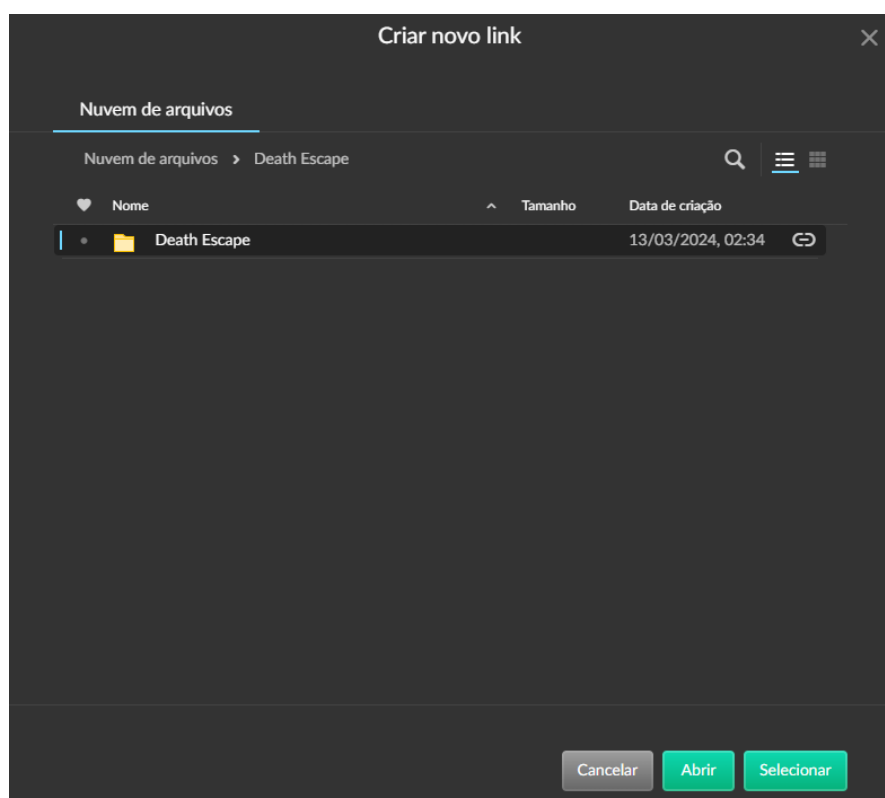 Criar novo link
Nuvem de arquivos
Nuvem de arquivos > Death Escape
Nome Tamanho Data de criação
Death Escape 13/03/2024, 02:34
Cancelar Abrir Selecionar